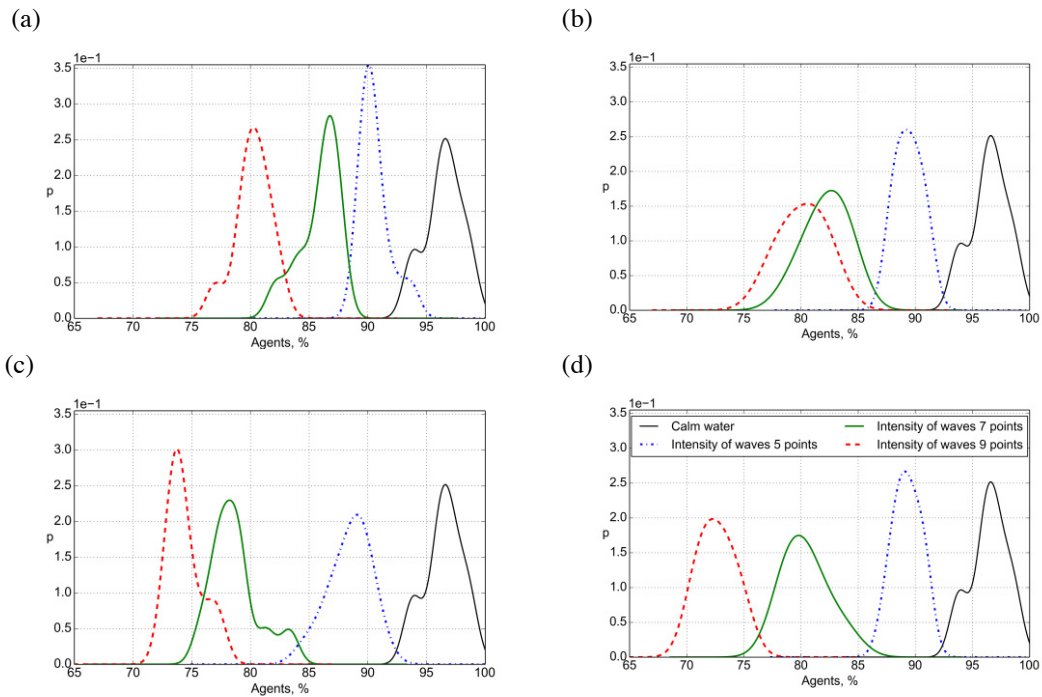 (a)
1e−1
3.5
3.0
2.5
2.0
p
1.5
1.0
0.5
0.0
65 70 75 80 85 90 95 100
Agents, %
(b)
1e−1
3.5
3.0
2.5
2.0
p
1.5
1.0
0.5
0.0
65 70 75 80 85 90 95 100
Agents, %
(c)
1e−1
3.5
3.0
2.5
2.0
p
1.5
1.0
0.5
0.0
65 70 75 80 85 90 95 100
Agents, %
(d)
1e−1
3.5
Calm water
Intensity of waves 5 points
Intensity of waves 7 points
Intensity of waves 9 points
3.0
2.5
2.0
p
1.5
1.0
0.5
0.0
65 70 75 80 85 90 95 100
Agents, %